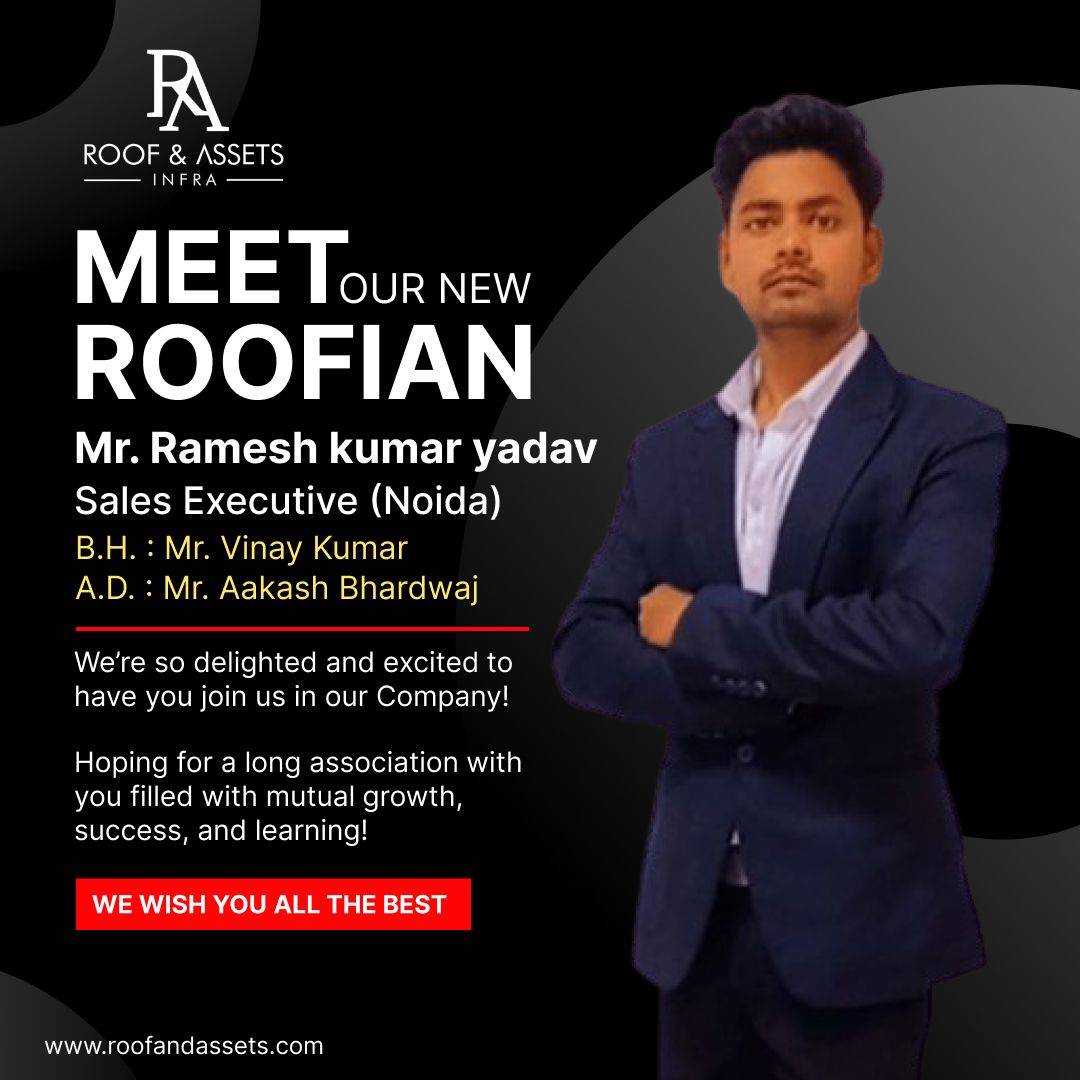 RA
ROOF & ASSETS
INFRA
MEET OUR NEW
ROOFIAN
Mr. Ramesh kumar yadav
Sales Executive (Noida)
B.H. : Mr. Vinay Kumar
A.D. : Mr. Aakash Bhardwaj
We’re so delighted and excited to
have you join us in our Company!
Hoping for a long association with
you filled with mutual growth,
success, and learning!
WE WISH YOU ALL THE BEST
www.roofandassets.com